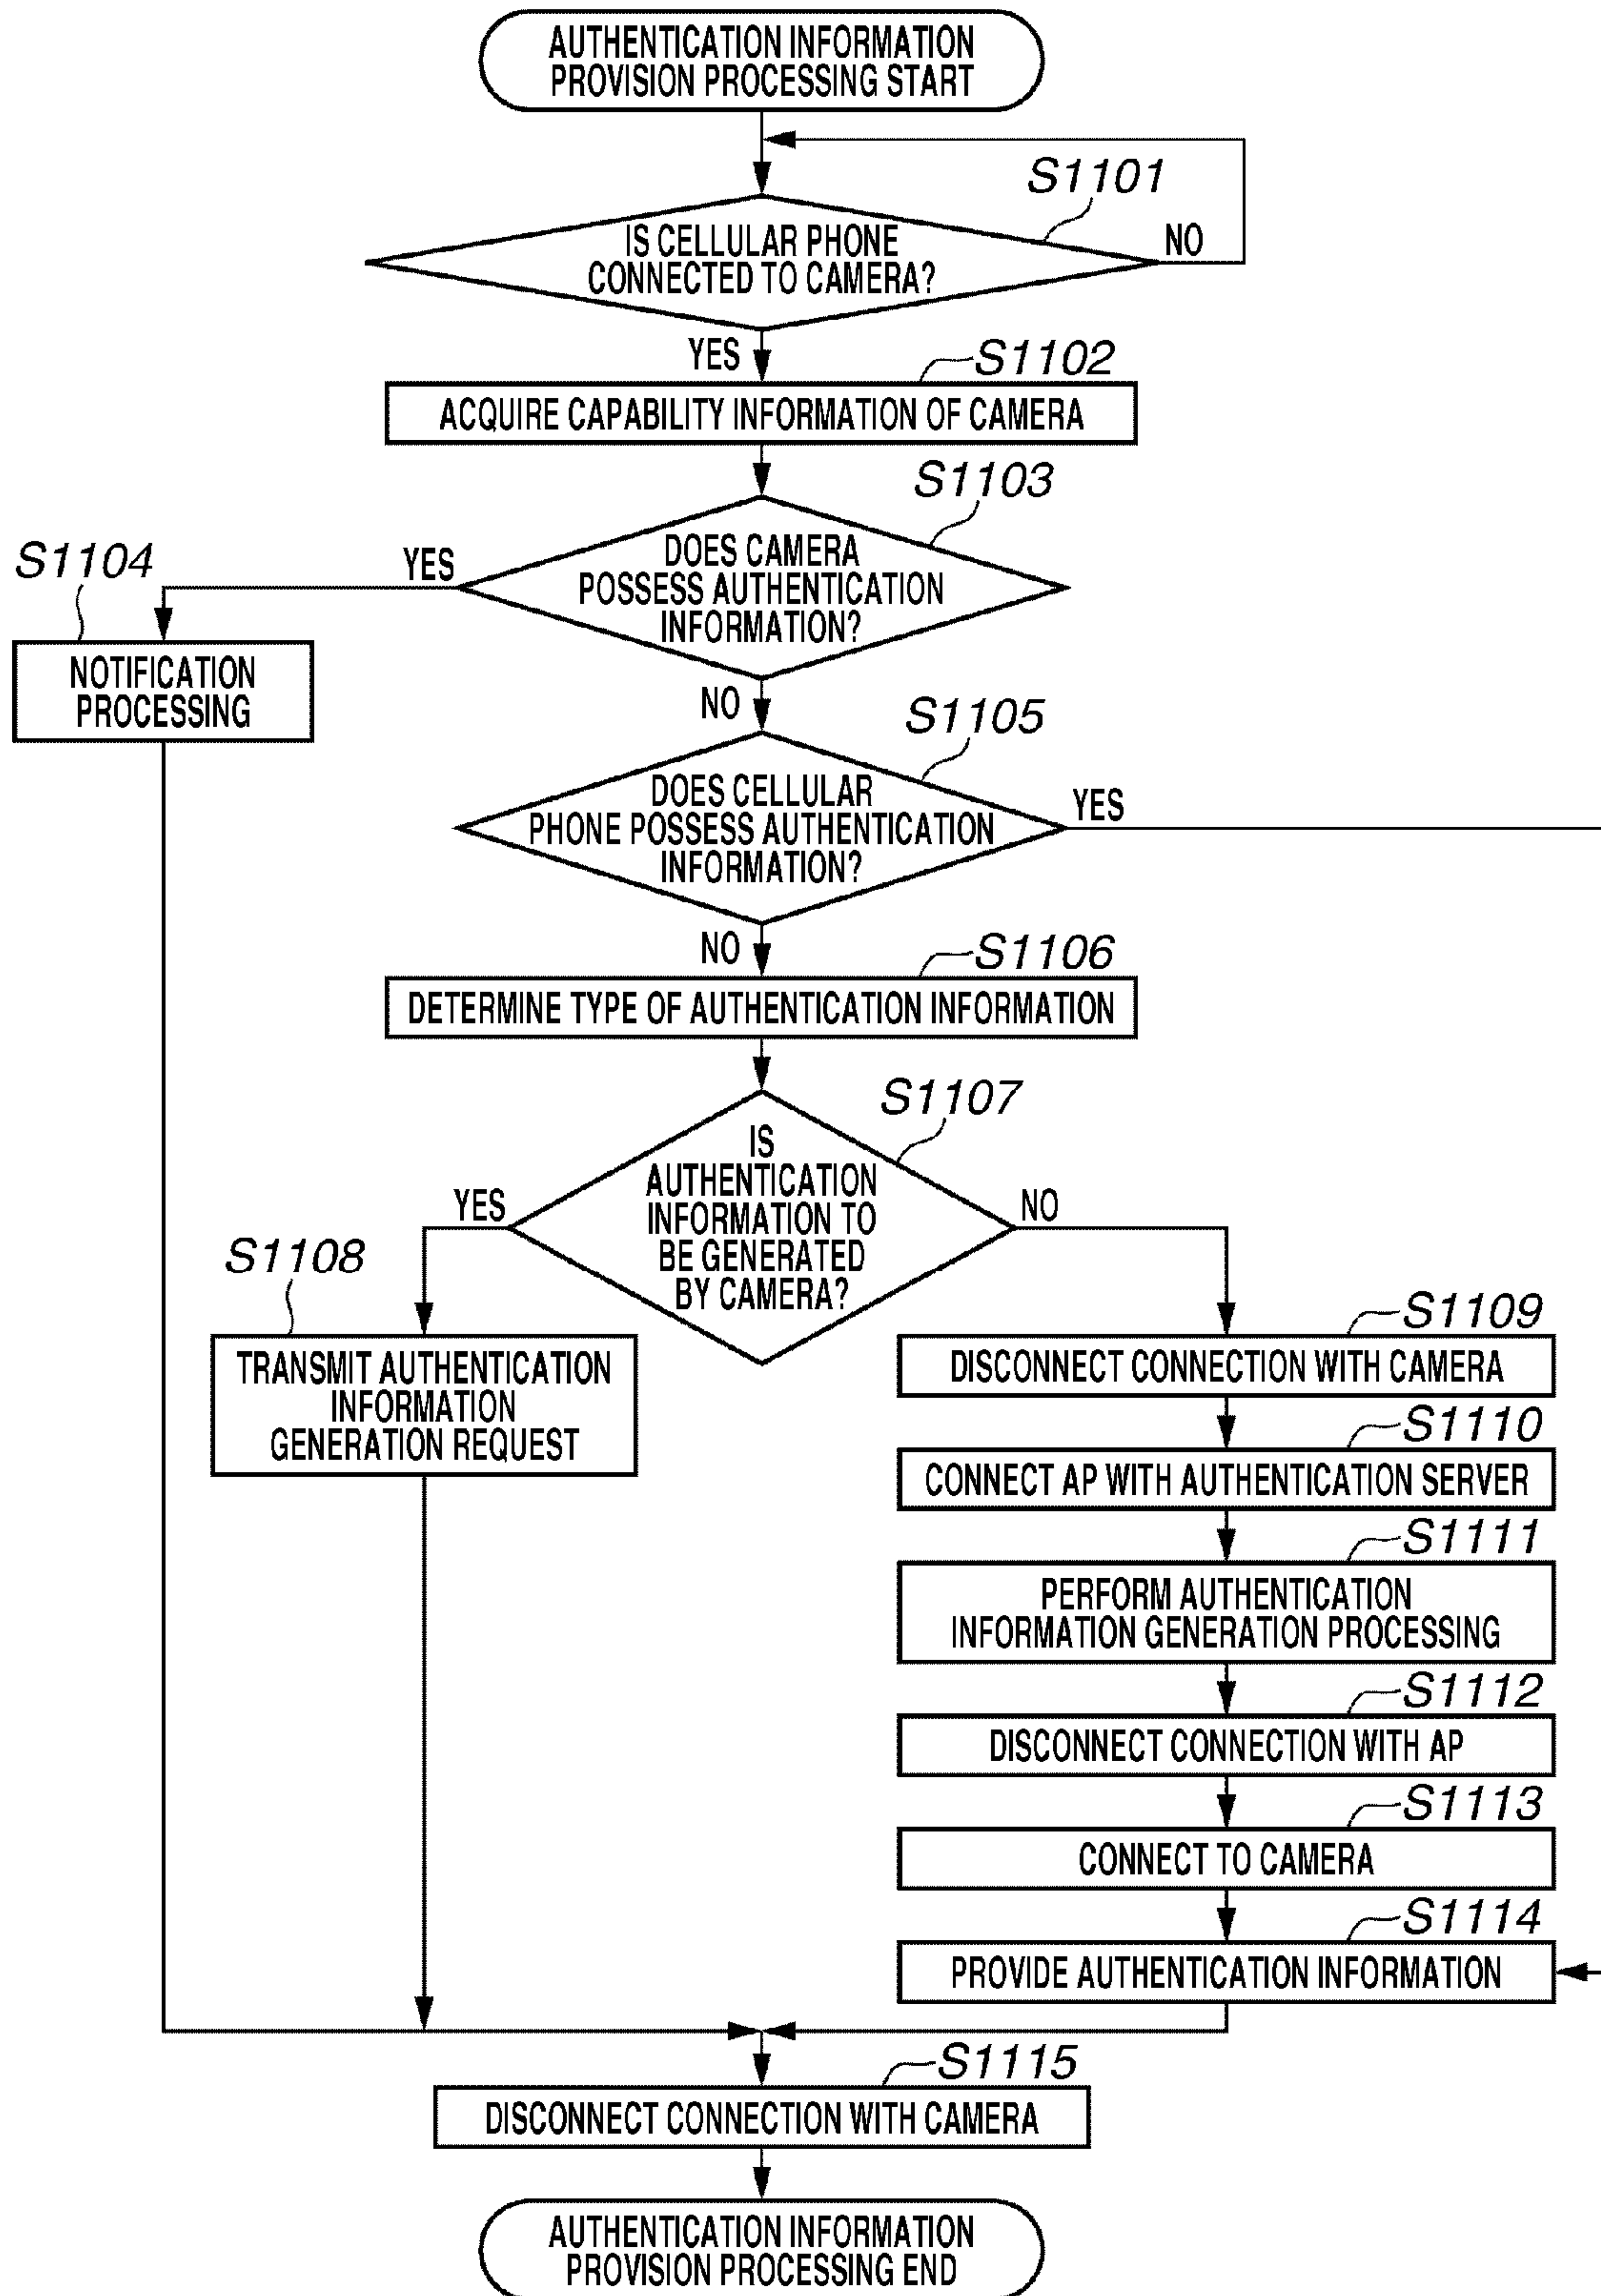 AUTHENTICATION INFORMATION
PROVISION PROCESSING START
S1101
IS CELLULAR PHONE
CONNECTED TO CAMERA?
NO
YES
S1102
ACQUIRE CAPABILITY INFORMATION OF CAMERA
S1103
DOES CAMERA
POSSESS AUTHENTICATION
INFORMATION?
YES
S1104
NOTIFICATION
PROCESSING
NO
S1105
DOES CELLULAR
PHONE POSSESS AUTHENTICATION
INFORMATION?
YES
NO
S1106
DETERMINE TYPE OF AUTHENTICATION INFORMATION
S1107
IS
AUTHENTICATION
INFORMATION TO
BE GENERATED
BY CAMERA?
YES
NO
S1108
TRANSMIT AUTHENTICATION
INFORMATION
GENERATION REQUEST
S1109
DISCONNECT CONNECTION WITH CAMERA
S1110
CONNECT AP WITH AUTHENTICATION SERVER
S1111
PERFORM AUTHENTICATION
INFORMATION GENERATION PROCESSING
S1112
DISCONNECT CONNECTION WITH AP
S1113
CONNECT TO CAMERA
S1114
PROVIDE AUTHENTICATION INFORMATION
S1115
DISCONNECT CONNECTION WITH CAMERA
AUTHENTICATION INFORMATION
PROVISION PROCESSING END